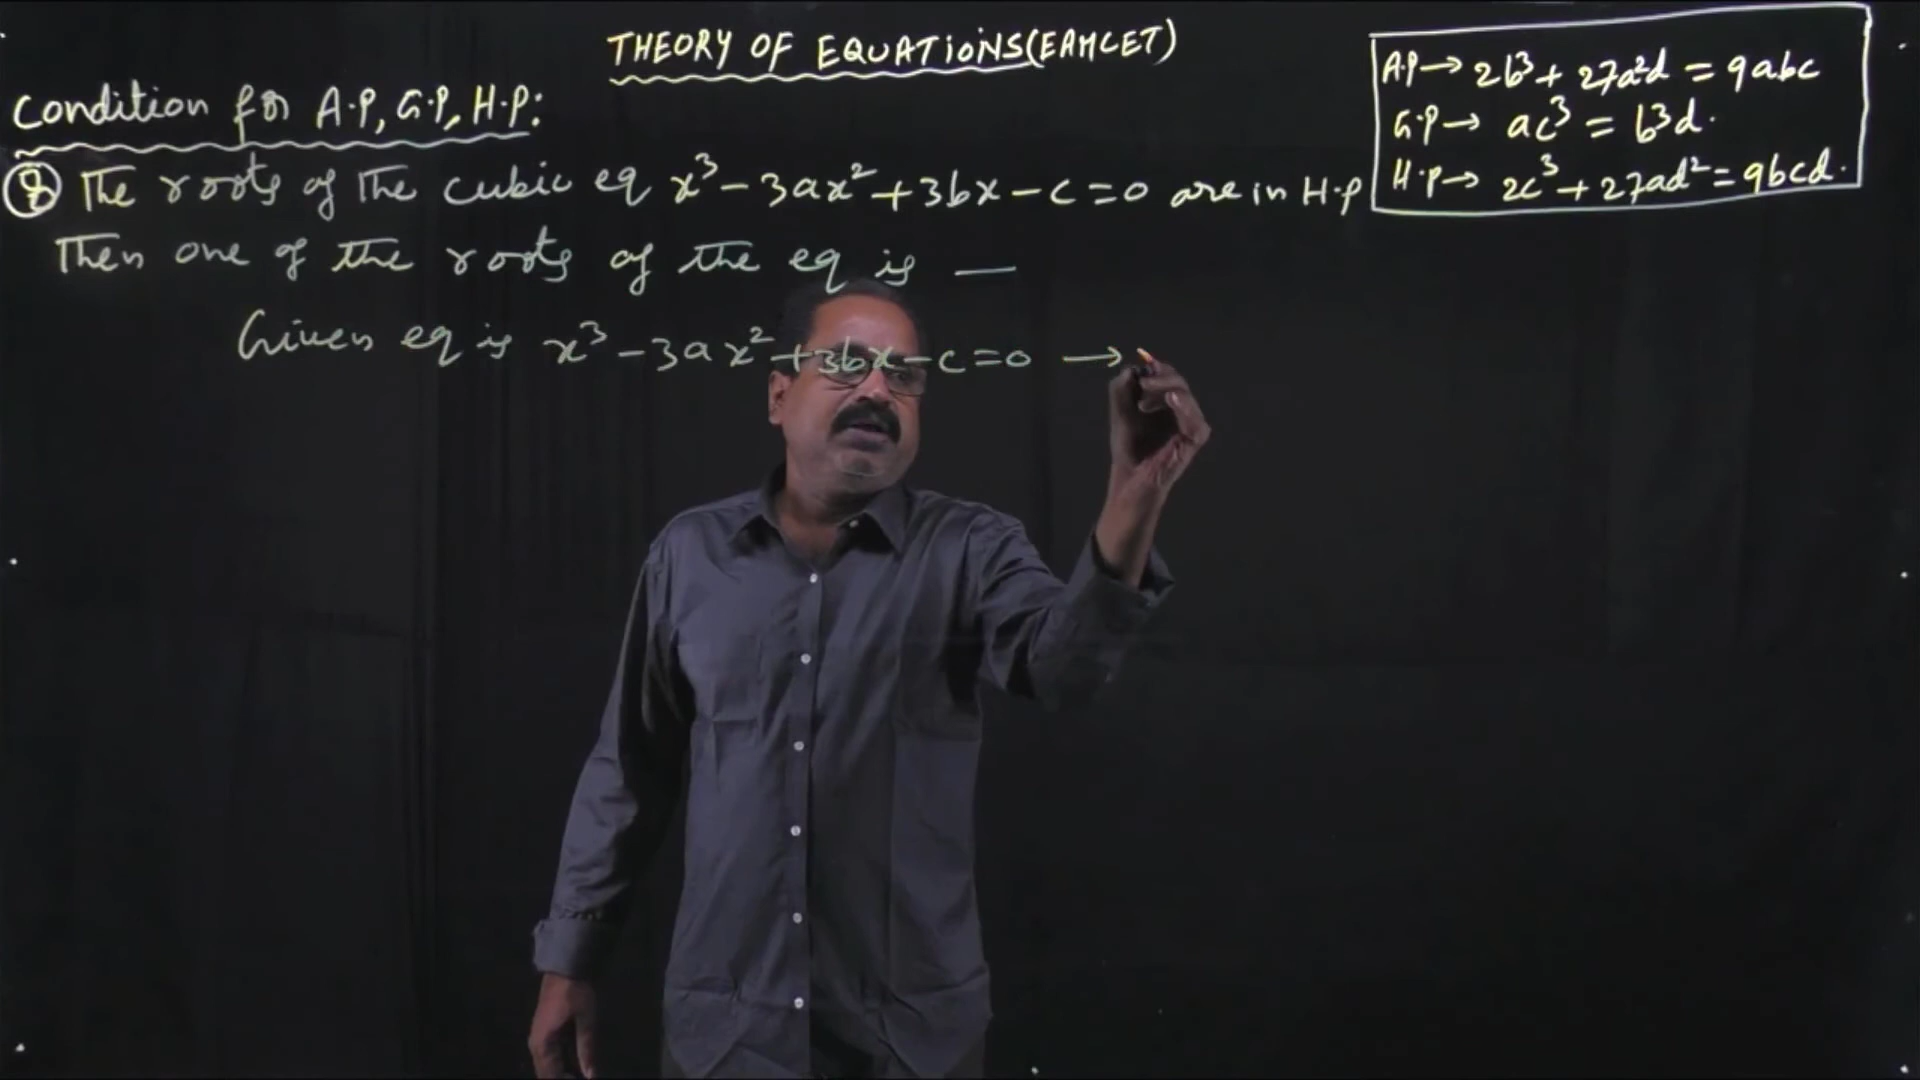 THEORY OF EQUATIONS(EAMCET)
Condition for A.P, G.P, H.P:
A.P → 2b³ + 27a²d = 9abc
G.P → ac³ = b³d.
H.P → 2c³ + 27ad² = 9bcd.
⑧ The roots of the cubic eq x³ - 3ax² + 3bx - c = 0 are in H.P
Then one of the roots of the eq is —
Given eq is x³ - 3ax² + 3bx - c = 0 →